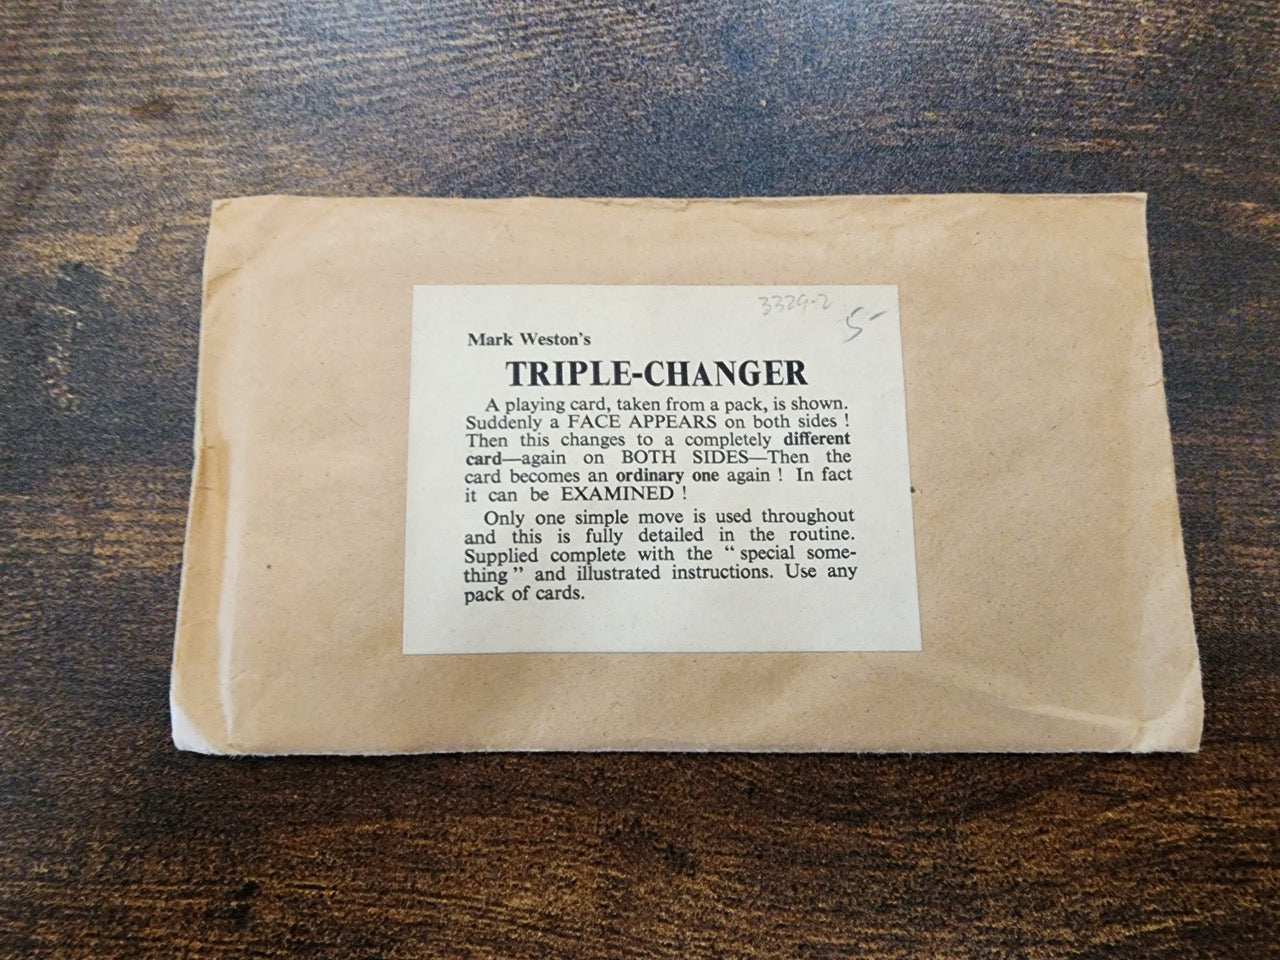 3329-2
5-
Mark Weston's
TRIPLE-CHANGER
A playing card, taken from a pack, is shown.
Suddenly a FACE APPEARS on both sides !
Then this changes to a completely different
card—again on BOTH SIDES—Then the
card becomes an ordinary one again ! In fact
it can be EXAMINED !
Only one simple move is used throughout
and this is fully detailed in the routine.
Supplied complete with the “ special some-
thing ” and illustrated instructions. Use any
pack of cards.